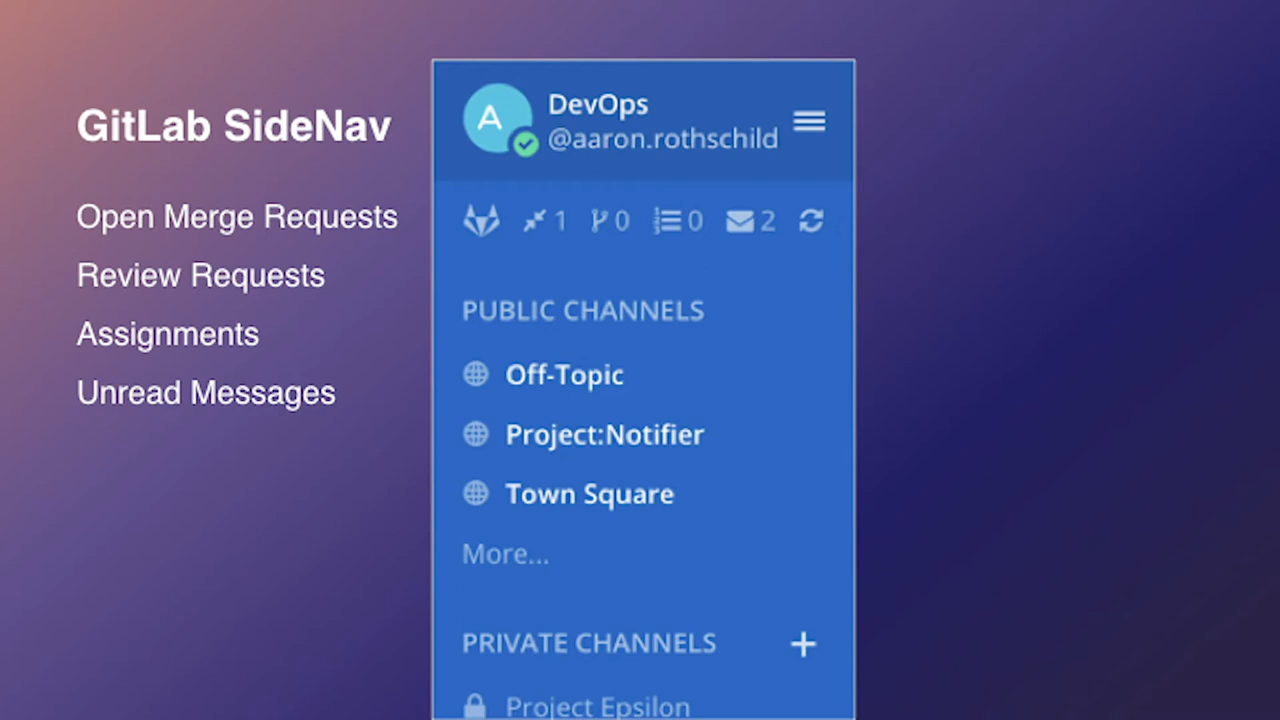 GitLab SideNav
Open Merge Requests
Review Requests
Assignments
Unread Messages
A
DevOps
@aaron.rothschild
1 0 0 2
PUBLIC CHANNELS
Off-Topic
Project:Notifier
Town Square
More...
PRIVATE CHANNELS +
Project Epsilon